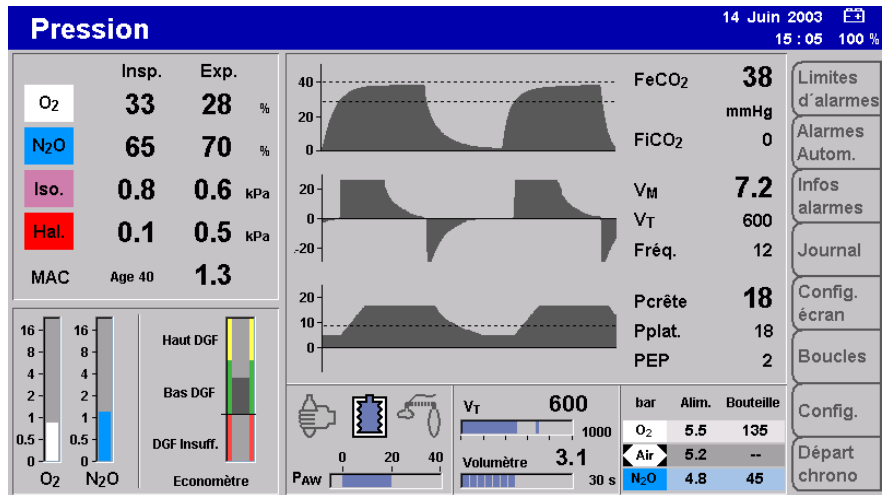 Pression
14 Juin 2003
15 : 05 100 %
Insp. Exp.
O2 33 28 %
N2O 65 70 %
Iso. 0.8 0.6 kPa
Hal. 0.1 0.5 kPa
MAC Age 40 1.3
16
8
4
2
1
0.5
0
O2
16
8
4
2
1
0.5
0
N2O
Haut DGF
Bas DGF
DGF Insuff.
Economètre
40
20
0
FeCO2 38
mmHg
FiCO2 0
20
0
-20
VM 7.2
VT 600
Fréq. 12
20
10
0
Pcrête 18
Pplat. 18
PEP 2
0 20 40
PAW
VT 600
1000
Volumètre 3.1
30 s
bar Alim. Bouteille
O2 5.5 135
Air 5.2 --
N2O 4.8 45
Limites
d´alarmes
Alarmes
Autom.
Infos
alarmes
Journal
Config.
écran
Boucles
Config.
Départ
chrono